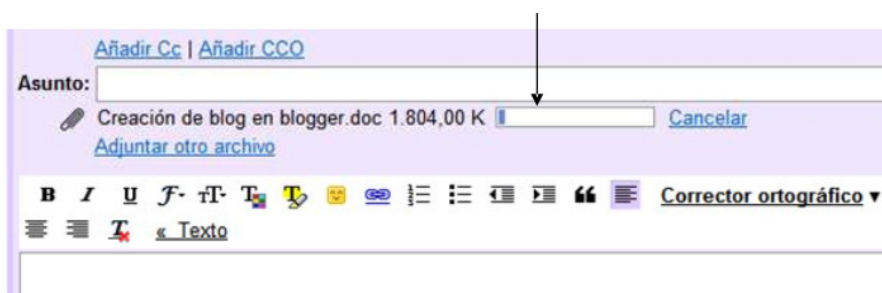 Añadir Cc | Añadir CCO
Asunto:
Creación de blog en blogger.doc 1.804,00 K Cancelar
Adjuntar otro archivo
B I U F T T T Corrector ortográfico ▼
T « Texto